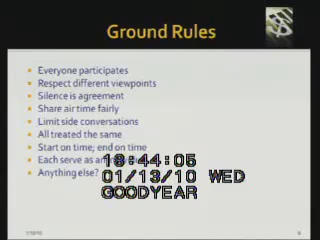 Ground Rules
Everyone participates
Respect different viewpoints
Silence is agreement
Share air time fairly
Limit side conversations
All treated the same
Start on time; end on time
Each serve as an
Anything else?
18:44:05
01/13/10 WED
GOODYEAR